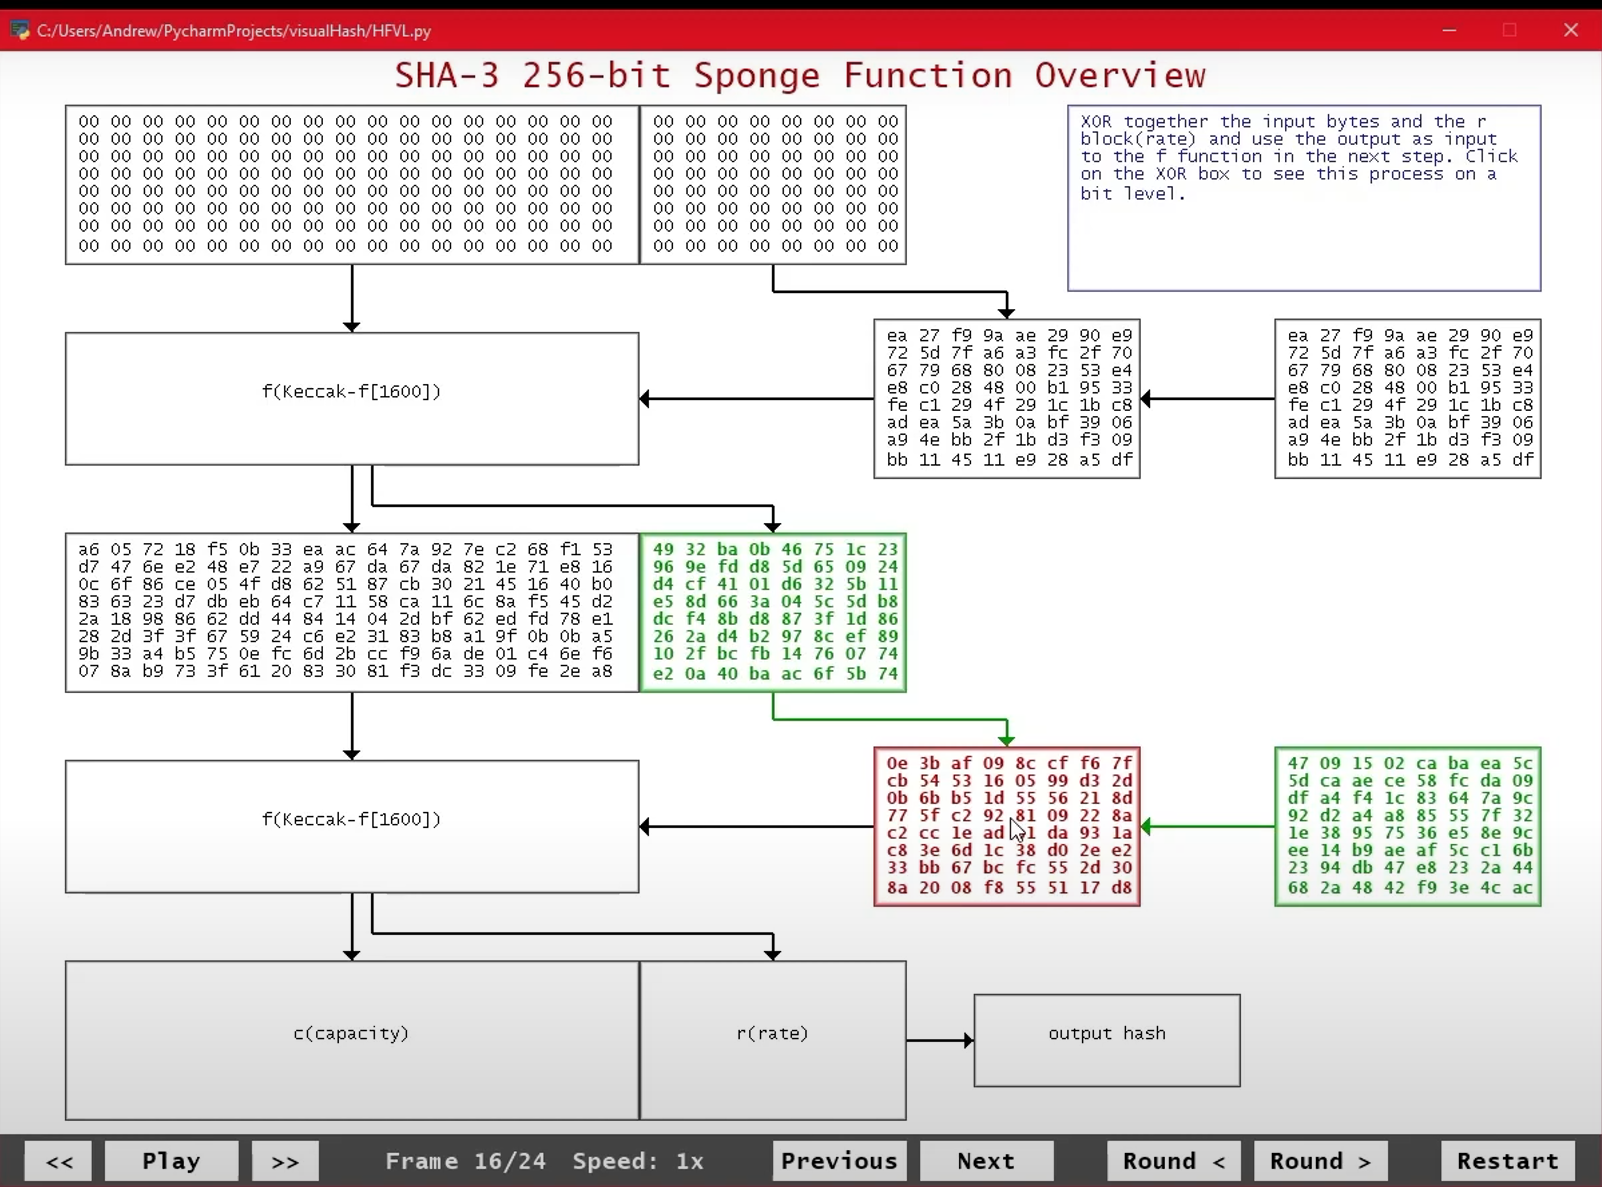 C:/Users/Andrew/PycharmProjects/visualHash/HFVL.py
SHA-3 256-bit Sponge Function Overview
00 00 00 00 00 00 00 00 00 00 00 00 00 00 00 00 00
00 00 00 00 00 00 00 00 00 00 00 00 00 00 00 00 00
00 00 00 00 00 00 00 00 00 00 00 00 00 00 00 00 00
00 00 00 00 00 00 00 00 00 00 00 00 00 00 00 00 00
00 00 00 00 00 00 00 00 00 00 00 00 00 00 00 00 00
00 00 00 00 00 00 00 00 00 00 00 00 00 00 00 00 00
00 00 00 00 00 00 00 00 00 00 00 00 00 00 00 00 00
00 00 00 00 00 00 00 00 00 00 00 00 00 00 00 00 00
00 00 00 00 00 00 00 00
00 00 00 00 00 00 00 00
00 00 00 00 00 00 00 00
00 00 00 00 00 00 00 00
00 00 00 00 00 00 00 00
00 00 00 00 00 00 00 00
00 00 00 00 00 00 00 00
00 00 00 00 00 00 00 00
XOR together the input bytes and the r
block(rate) and use the output as input
to the f function in the next step. Click
on the XOR box to see this process on a
bit level.
f(Keccak-f[1600])
ea 27 f9 9a ae 29 90 e9
72 5d 7f a6 a3 fc 2f 70
67 79 68 80 08 23 53 e4
e8 c0 28 48 00 b1 95 33
fe c1 29 4f 29 1c 1b c8
ad ea 5a 3b 0a bf 39 06
a9 4e bb 2f 1b d3 f3 09
bb 11 45 11 e9 28 a5 df
ea 27 f9 9a ae 29 90 e9
72 5d 7f a6 a3 fc 2f 70
67 79 68 80 08 23 53 e4
e8 c0 28 48 00 b1 95 33
fe c1 29 4f 29 1c 1b c8
ad ea 5a 3b 0a bf 39 06
a9 4e bb 2f 1b d3 f3 09
bb 11 45 11 e9 28 a5 df
a6 05 72 18 f5 0b 33 ea ac 64 7a 92 7e c2 68 f1 53
d7 47 6e e2 48 e7 22 a9 67 da 67 da 82 1e 71 e8 16
0c 6f 86 ce 05 4f d8 62 51 87 cb 30 21 45 16 40 b0
83 63 23 d7 db eb 64 c7 11 58 ca 11 6c 8a f5 45 d2
2a 18 98 86 62 dd 44 84 14 04 2d bf 62 ed fd 78 e1
28 2d 3f 3f 67 59 24 c6 e2 31 83 b8 a1 9f 0b 0b a5
9b 33 a4 b5 75 0e fc 6d 2b cc f9 6a de 01 c4 6e f6
07 8a b9 73 3f 61 20 83 30 81 f3 dc 33 09 fe 2e a8
49 32 ba 0b 46 75 1c 23
96 9e fd d8 5d 65 09 24
d4 cf 41 01 d6 32 5b 11
e5 8d 66 3a 04 5c 5d b8
dc f4 8b d8 87 3f 1d 86
26 2a d4 b2 97 8c ef 89
10 2f bc fb 14 76 07 74
e2 0a 40 ba ac 6f 5b 74
f(Keccak-f[1600])
0e 3b af 09 8c cf f6 7f
cb 54 53 16 05 99 d3 2d
0b 6b b5 1d 55 56 21 8d
77 5f c2 92 81 09 22 8a
c2 cc 1e ad da 93 1a
c8 3e 6d 1c 38 d0 2e e2
33 bb 67 bc fc 55 2d 30
8a 20 08 f8 55 51 17 d8
47 09 15 02 ca ba ea 5c
5d ca ae ce 58 fc da 09
df a4 f4 1c 83 64 7a 9c
92 d2 a4 a8 85 55 7f 32
1e 38 95 75 36 e5 8e 9c
ee 14 b9 ae af 5c c1 6b
23 94 db 47 e8 23 2a 44
68 2a 48 42 f9 3e 4c ac
c(capacity)
r(rate)
output hash
<< Play >> Frame 16/24 Speed: 1x Previous Next Round < Round > Restart